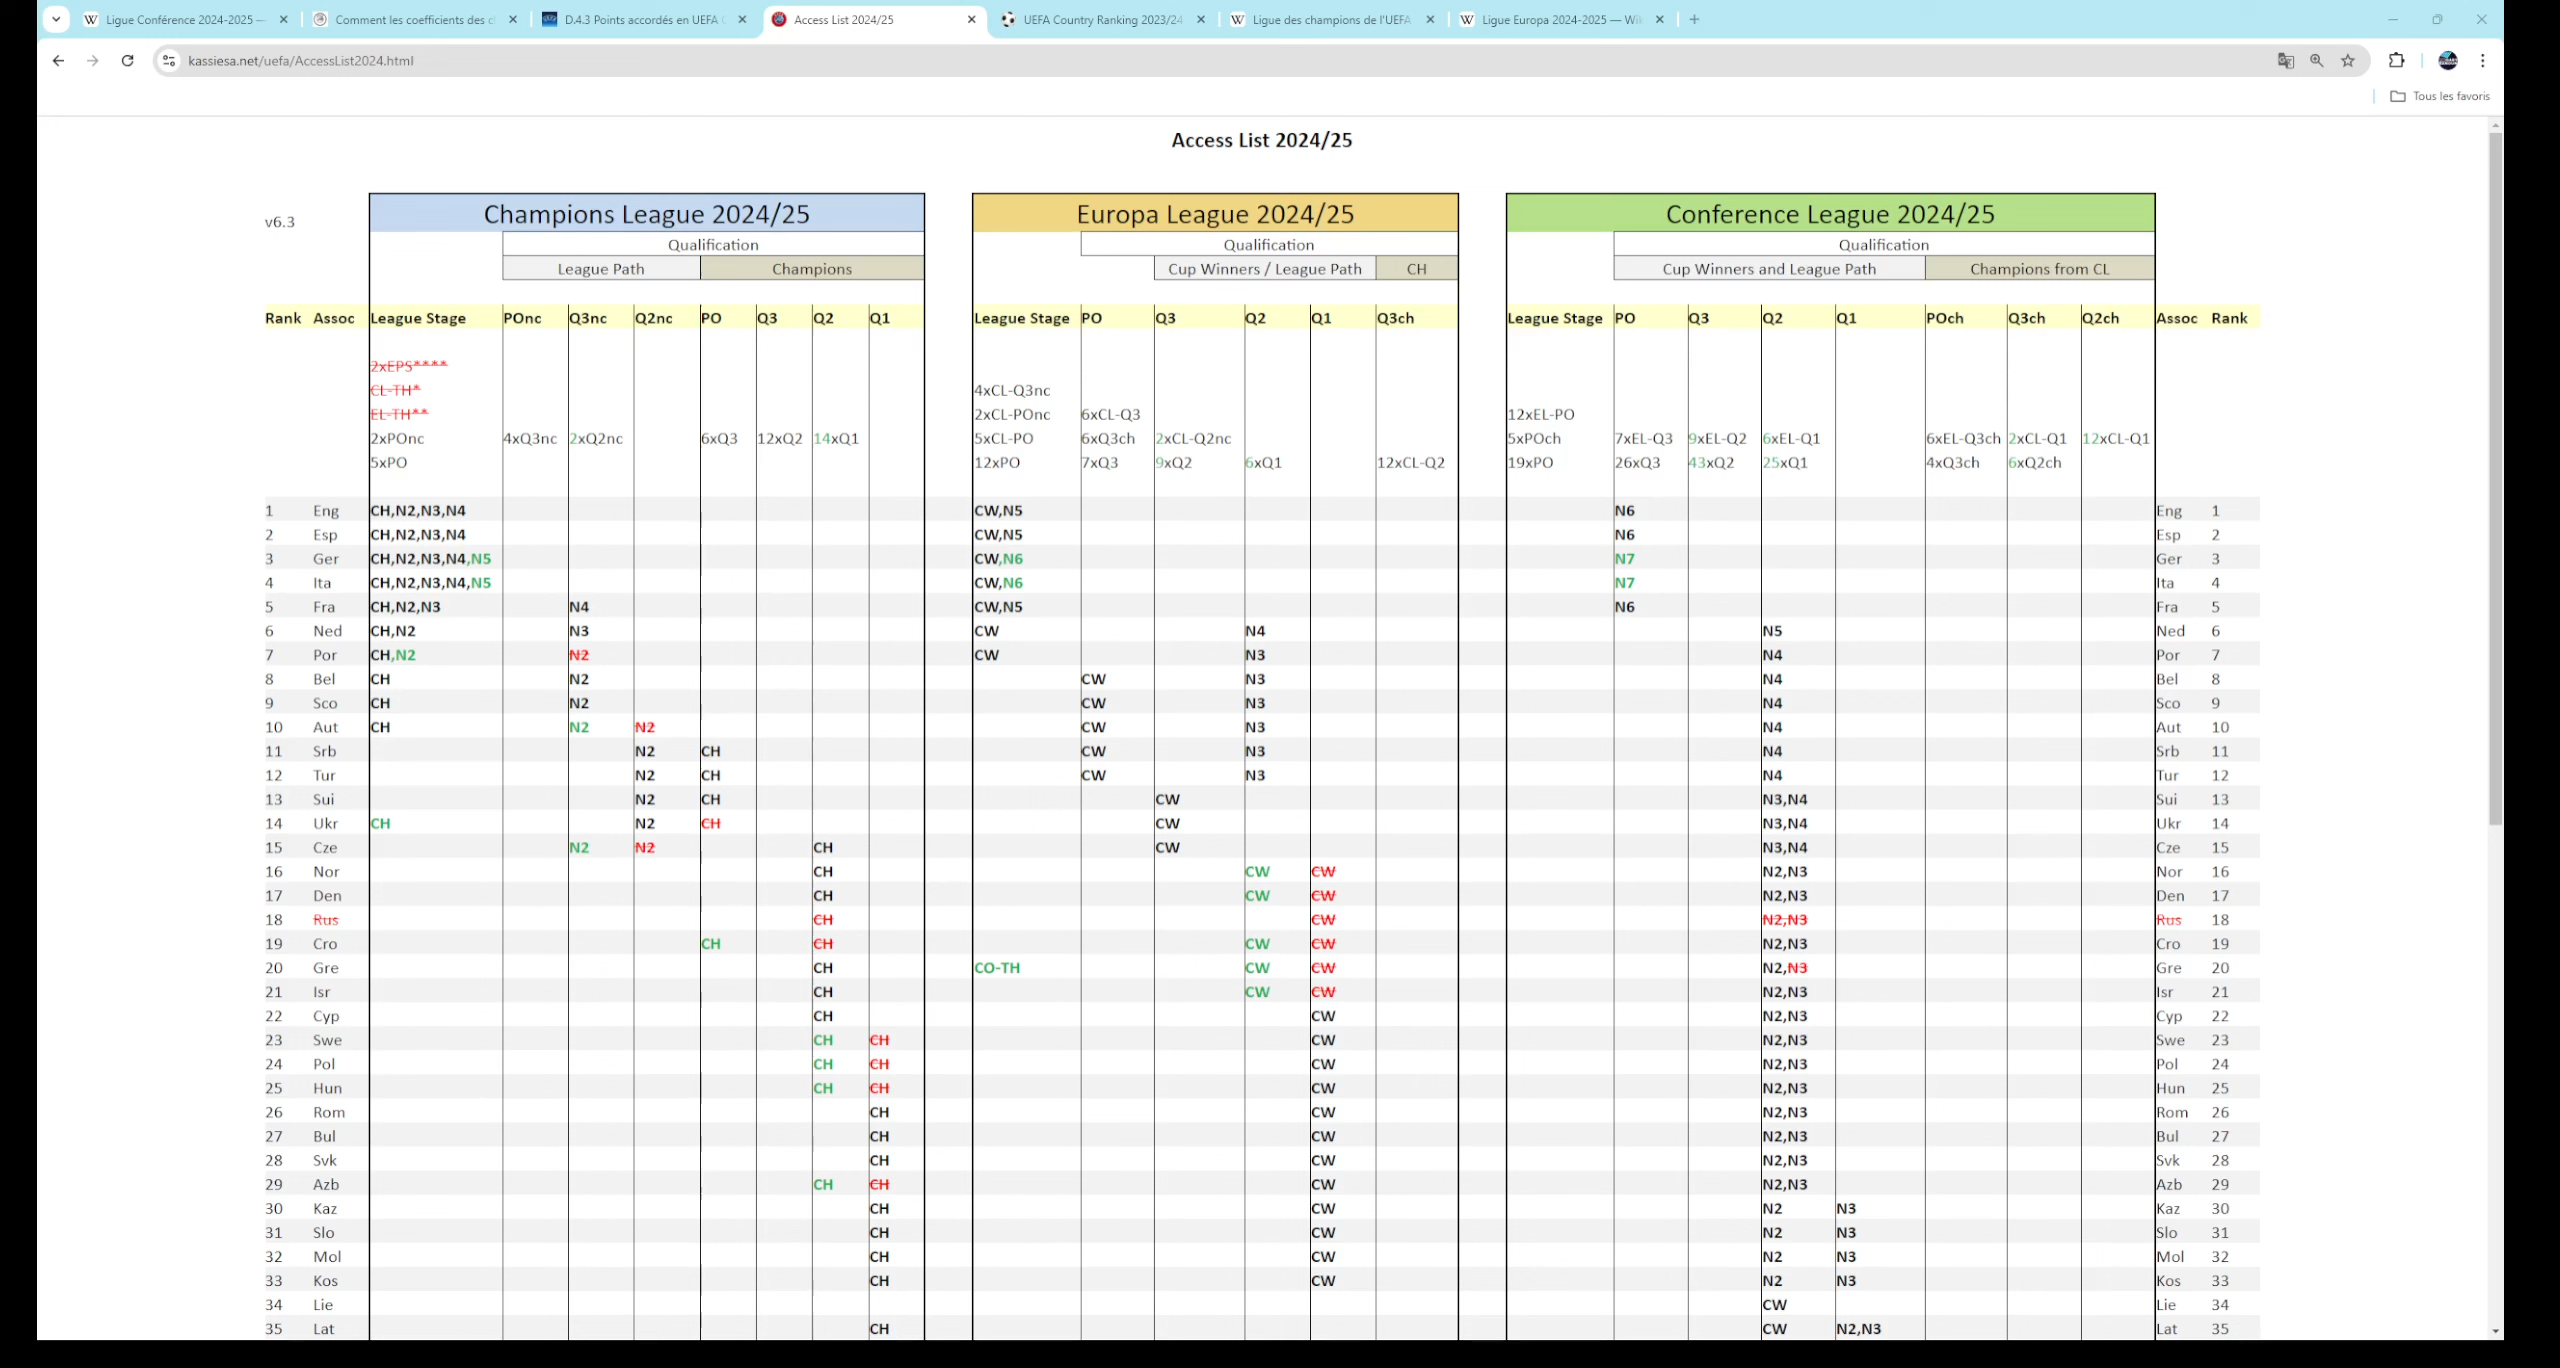 Ligue Conférence 2024-2025 —
Comment les coefficients des c
D.4.3 Points accordés en UEFA C
Access List 2024/25
UEFA Country Ranking 2023/24
Ligue des champions de l'UEFA
Ligue Europa 2024-2025 — Wi
kassiesa.net/uefa/AccessList2024.html
Tous les favoris
Access List 2024/25
v6.3 Champions League 2024/25 Europa League 2024/25 Conference League 2024/25
Qualification Qualification Qualification
League Path Champions Cup Winners / League Path CH Cup Winners and League Path Champions from CL
Rank Assoc League Stage POnc Q3nc Q2nc PO Q3 Q2 Q1 League Stage PO Q3 Q2 Q1 Q3ch League Stage PO Q3 Q2 Q1 POch Q3ch Q2ch Assoc Rank
2xEPS****
CL-TH* 4xCL-Q3nc
EL-TH** 2xCL-POnc 6xCL-Q3 12xEL-PO
2xPOnc 4xQ3nc 2xQ2nc 6xQ3 12xQ2 14xQ1 5xCL-PO 6xQ3ch 2xCL-Q2nc 5xPOch 7xEL-Q3 9xEL-Q2 6xEL-Q1 6xEL-Q3ch 2xCL-Q1 12xCL-Q1
5xPO 12xPO 7xQ3 9xQ2 6xQ1 12xCL-Q2 19xPO 26xQ3 43xQ2 25xQ1 4xQ3ch 6xQ2ch
1 Eng CH,N2,N3,N4 CW,N5 N6 Eng 1
2 Esp CH,N2,N3,N4 CW,N5 N6 Esp 2
3 Ger CH,N2,N3,N4,N5 CW,N6 N7 Ger 3
4 Ita CH,N2,N3,N4,N5 CW,N6 N7 Ita 4
5 Fra CH,N2,N3 N4 CW,N5 N6 Fra 5
6 Ned CH,N2 N3 CW N4 N5 Ned 6
7 Por CH,N2 N2 CW N3 N4 Por 7
8 Bel CH N2 CW N3 N4 Bel 8
9 Sco CH N2 CW N3 N4 Sco 9
10 Aut CH N2 N2 CW N3 N4 Aut 10
11 Srb N2 CH CW N3 N4 Srb 11
12 Tur N2 CH CW N3 N4 Tur 12
13 Sui N2 CH CW N3,N4 Sui 13
14 Ukr CH N2 CH CW N3,N4 Ukr 14
15 Cze N2 N2 CH CW N3,N4 Cze 15
16 Nor CH CW CW N2,N3 Nor 16
17 Den CH CW CW N2,N3 Den 17
18 Rus CH CW N2,N3 Rus 18
19 Cro CH CH CW CW N2,N3 Cro 19
20 Gre CH CO-TH CW CW N2,N3 Gre 20
21 Isr CH CW CW N2,N3 Isr 21
22 Cyp CH CW N2,N3 Cyp 22
23 Swe CH CH CW N2,N3 Swe 23
24 Pol CH CH CW N2,N3 Pol 24
25 Hun CH CH CW N2,N3 Hun 25
26 Rom CH CW N2,N3 Rom 26
27 Bul CH CW N2,N3 Bul 27
28 Svk CH CW N2,N3 Svk 28
29 Azb CH CH CW N2,N3 Azb 29
30 Kaz CH CW N2 N3 Kaz 30
31 Slo CH CW N2 N3 Slo 31
32 Mol CH CW N2 N3 Mol 32
33 Kos CH CW N2 N3 Kos 33
34 Lie CW Lie 34
35 Lat CH CW N2,N3 Lat 35